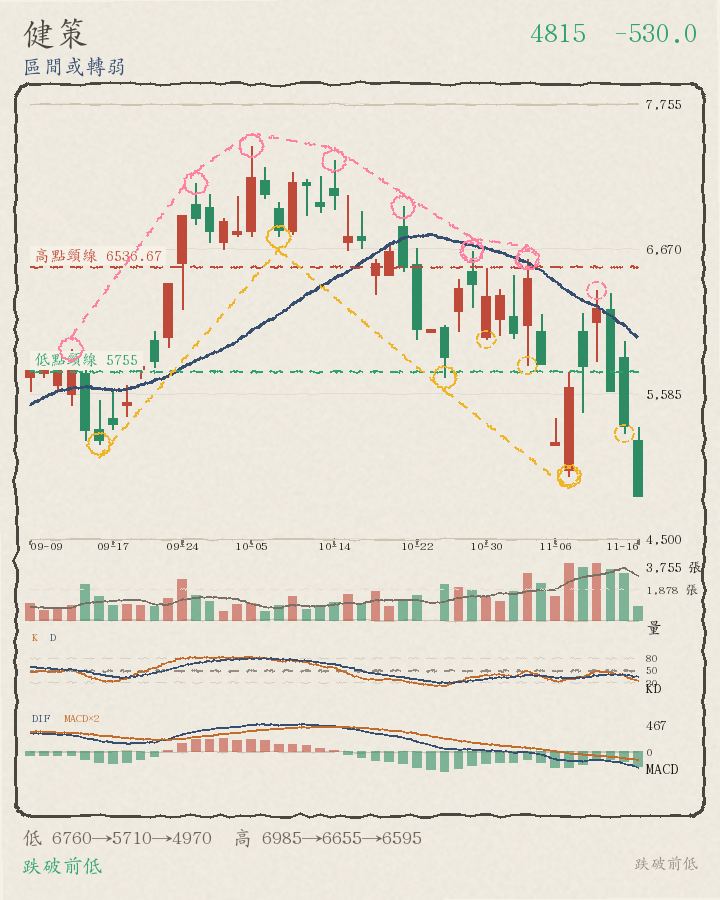 健策
4815 -530.0
區間或轉弱
7,755
高點頸線 6536.67
6,670
低點頸線 5755
5,585
4,500
09-09 09-17 09-24 10-05 10-14 10-22 10-30 11-06 11-16
3,755 張
1,878 張
量
K D
80
50
20
KD
DIF MACD×2
467
0
MACD
低 6760→5710→4970 高 6985→6655→6595
跌破前低
跌破前低